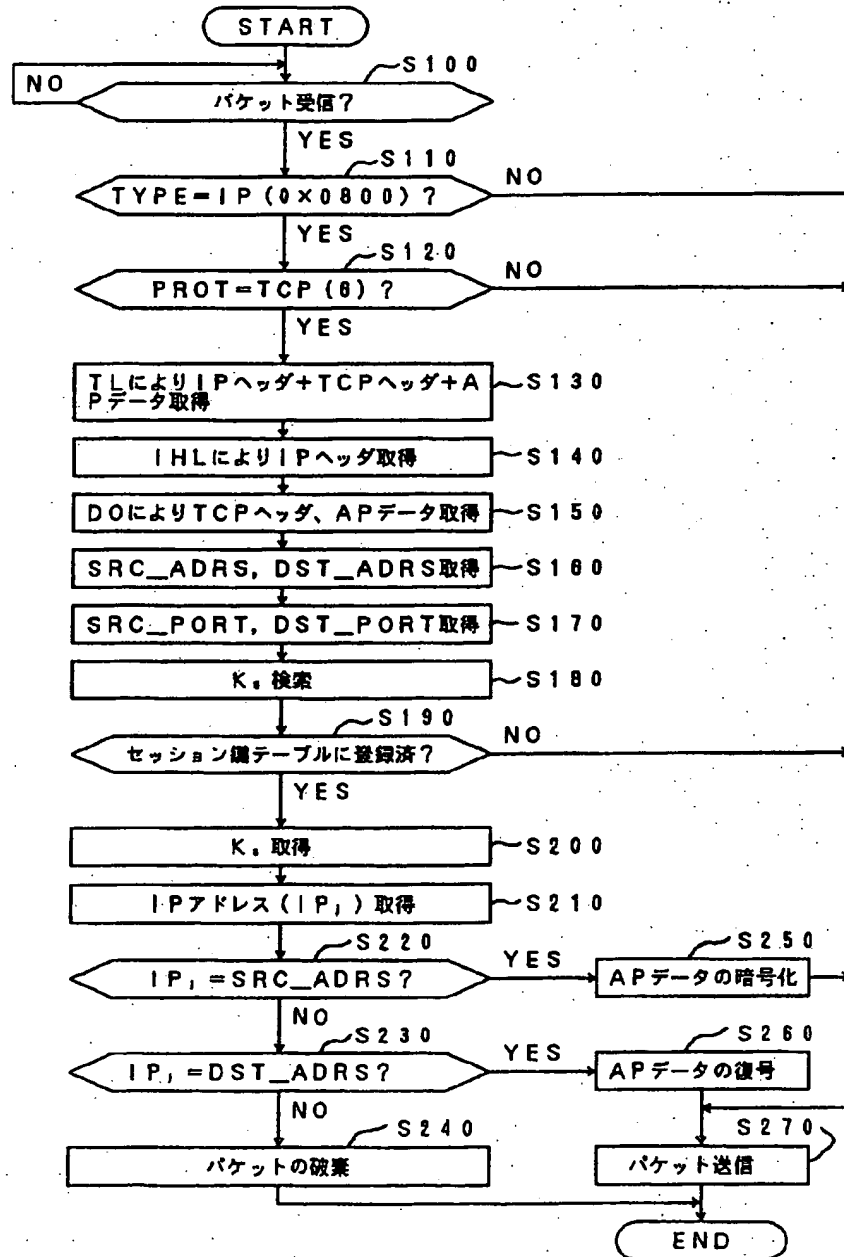 START
S100
NO
パケット受信?
YES
S110
TYPE=IP(0×0800)?
NO
YES
S120
PROT=TCP(6)?
NO
YES
TLによりIPヘッダ+TCPヘッダ+A
Pデータ取得
S130
IHLによりIPヘッダ取得
S140
DOによりTCPヘッダ、APデータ取得
S150
SRC_ADRS, DST_ADRS取得
S160
SRC_PORT, DST_PORT取得
S170
Ks検索
S180
S190
セッション鍵テーブルに登録済?
NO
YES
Ks取得
S200
IPアドレス(IPj)取得
S210
S220
IPj=SRC_ADRS?
YES
S250
APデータの暗号化
NO
S230
IPj=DST_ADRS?
YES
S260
APデータの復号
NO
S240
パケットの破棄
S270
パケット送信
END